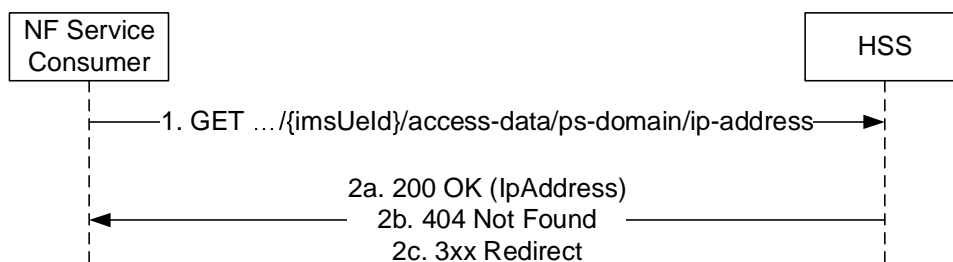 NF Service
Consumer
HSS
1. GET …/{imsUeId}/access-data/ps-domain/ip-address
2a. 200 OK (IpAddress)
2b. 404 Not Found
2c. 3xx Redirect